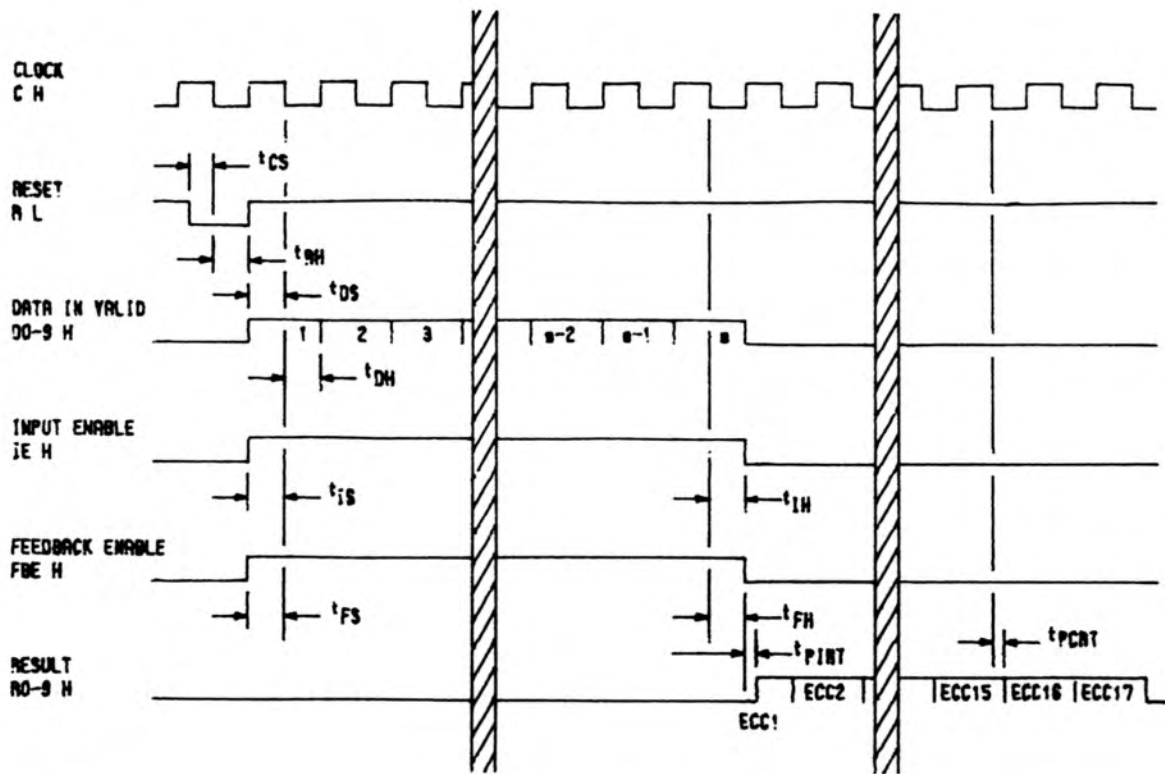 CLOCK
C H
tCS
RESET
R L
tRH
tDS
DATA IN VALID
D0-9 H
1 2 3 m-2 m-1 m
tDH
INPUT ENABLE
IE H
tIS
tIH
FEEDBACK ENABLE
FBE H
tFS
tFH
tPIRT
tPCRT
RESULT
R0-9 H
ECC1 ECC2 ECC15 ECC16 ECC17